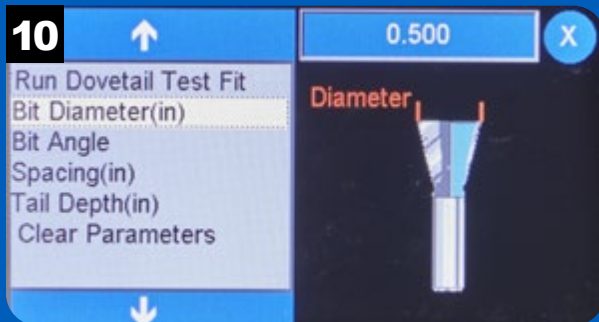 10
0.500
X
Run Dovetail Test Fit
Bit Diameter(in)
Bit Angle
Spacing(in)
Tail Depth(in)
Clear Parameters
Diameter